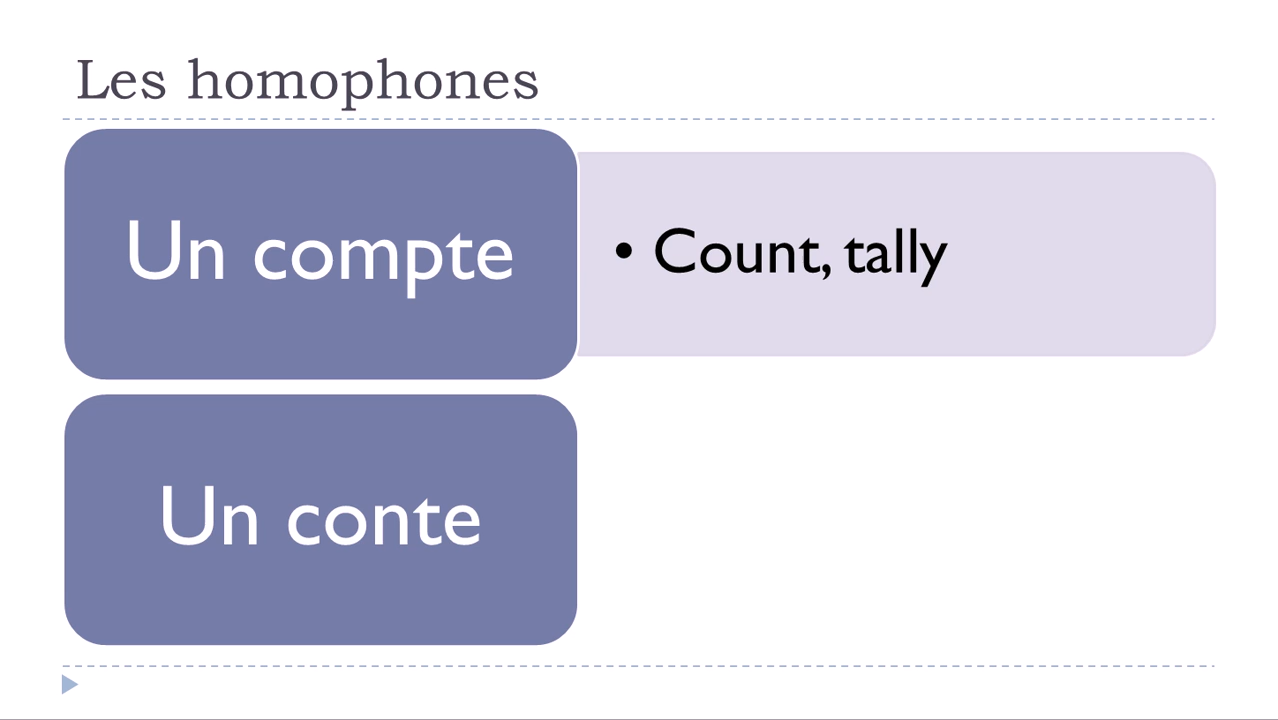 Les homophones
Un compte
• Count, tally
Un conte